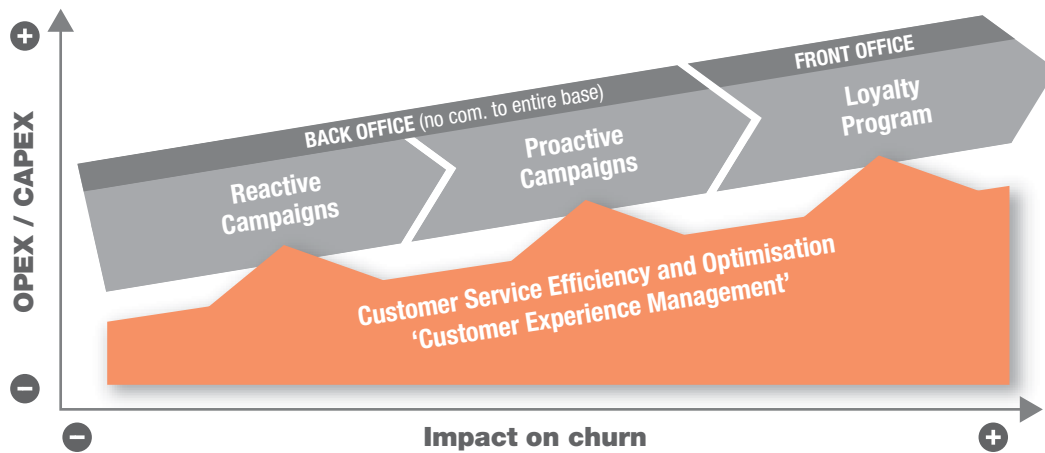 +
OPEX / CAPEX
−
BACK OFFICE (no com. to entire base)
FRONT OFFICE
Reactive
Campaigns
Proactive
Campaigns
Loyalty
Program
Customer Service Efficiency and Optimisation
‘Customer Experience Management’
−
Impact on churn
+